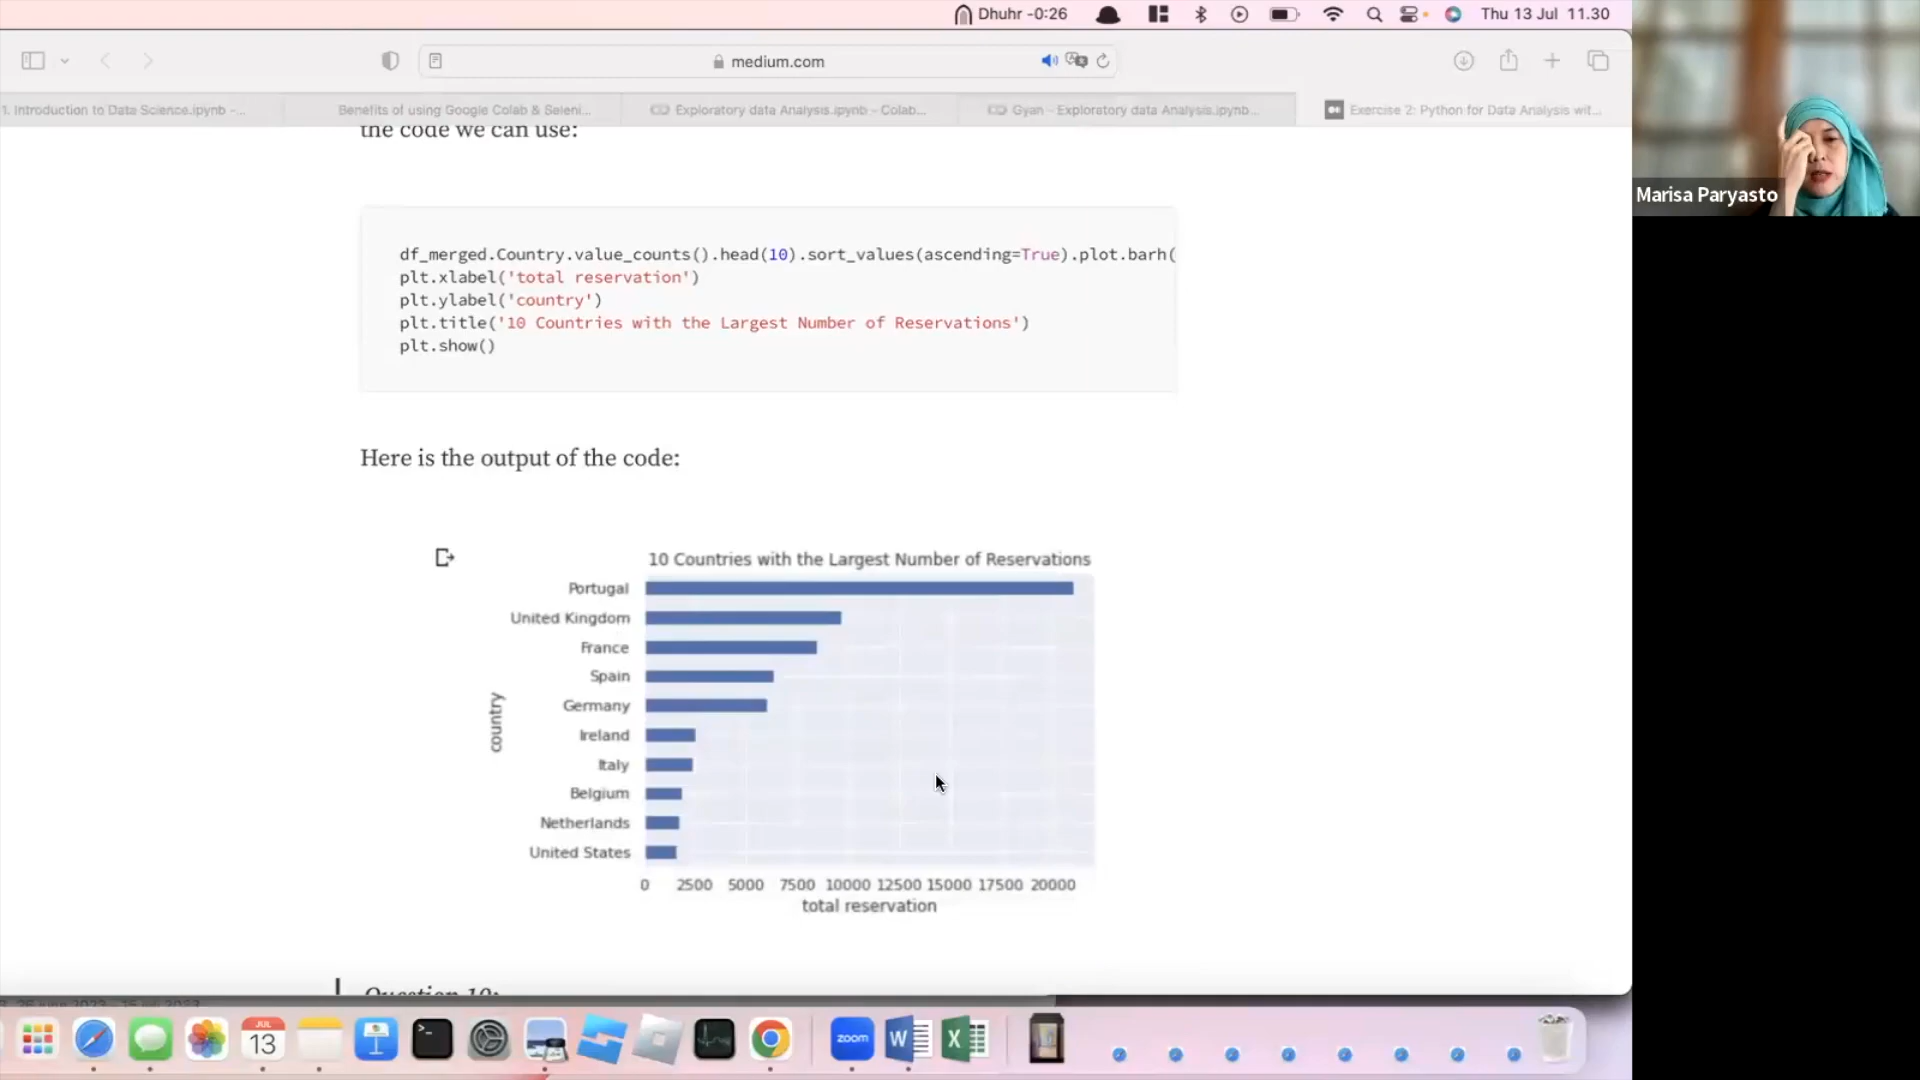 Dhuhr -0:26
Thu 13 Jul 11.30
medium.com
1. Introduction to Data Science.ipynb -...
Benefits of using Google Colab & Seleni...
Exploratory data Analysis.ipynb - Colab...
Gyan - Exploratory data Analysis.ipynb...
Exercise 2: Python for Data Analysis wit...
Marisa Paryasto
the code we can use:
df_merged.Country.value_counts().head(10).sort_values(ascending=True).plot.barh(
plt.xlabel('total reservation')
plt.ylabel('country')
plt.title('10 Countries with the Largest Number of Reservations')
plt.show()
Here is the output of the code:
10 Countries with the Largest Number of Reservations
Portugal
United Kingdom
France
Spain
Germany
Ireland
Italy
Belgium
Netherlands
United States
country
0 2500 5000 7500 10000 12500 15000 17500 20000
total reservation
Question 10:
JUL
13
zoom
W
X